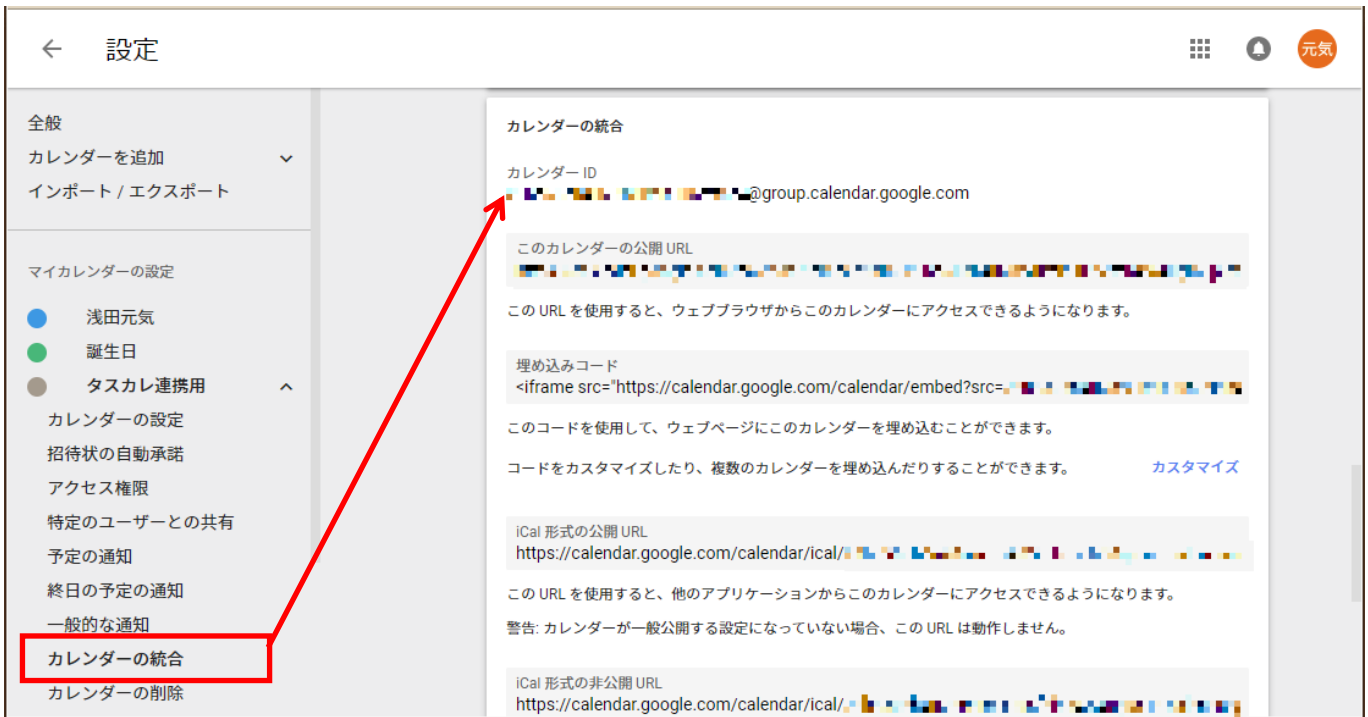 設定
元気
全般
カレンダーを追加
インポート / エクスポート
マイカレンダーの設定
浅田元気
誕生日
タスカレ連携用
カレンダーの設定
招待状の自動承諾
アクセス権限
特定のユーザーとの共有
予定の通知
終日の予定の通知
一般的な通知
カレンダーの統合
カレンダーの削除
カレンダーの統合
カレンダー ID
@group.calendar.google.com
このカレンダーの公開 URL
この URL を使用すると、ウェブブラウザからこのカレンダーにアクセスできるようになります。
埋め込みコード
<iframe src="https://calendar.google.com/calendar/embed?src=
このコードを使用して、ウェブページにこのカレンダーを埋め込むことができます。
コードをカスタマイズしたり、複数のカレンダーを埋め込んだりすることができます。 カスタマイズ
iCal 形式の公開 URL
https://calendar.google.com/calendar/ical/
この URL を使用すると、他のアプリケーションからこのカレンダーにアクセスできるようになります。
警告: カレンダーが一般公開する設定になっていない場合、この URL は動作しません。
iCal 形式の非公開 URL
https://calendar.google.com/calendar/ical/